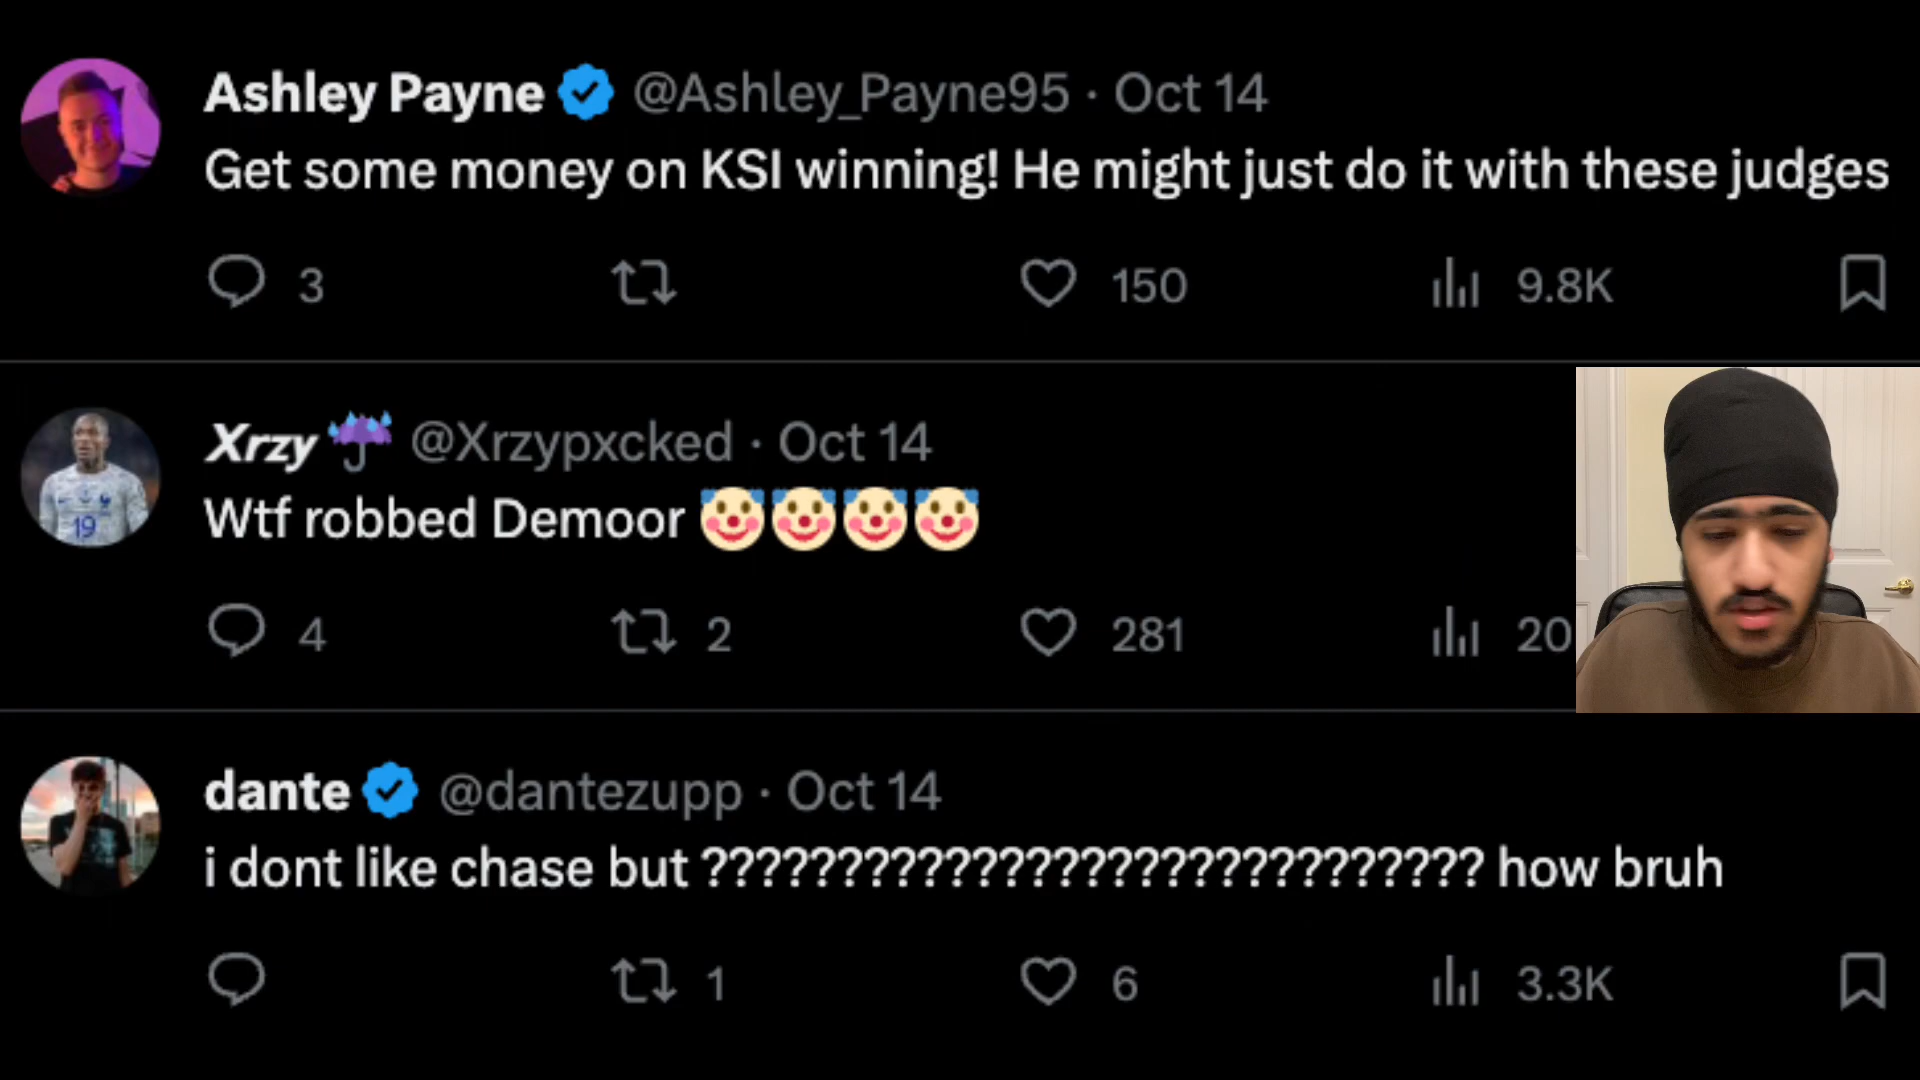 Ashley Payne @Ashley_Payne95 · Oct 14
Get some money on KSI winning! He might just do it with these judges
3 150 9.8K
Xrzy @Xrzypxcked · Oct 14
Wtf robbed Demoor 🤡🤡🤡🤡
4 2 281 20
19
dante @dantezupp · Oct 14
i dont like chase but ????????????????????????????? how bruh
1 6 3.3K